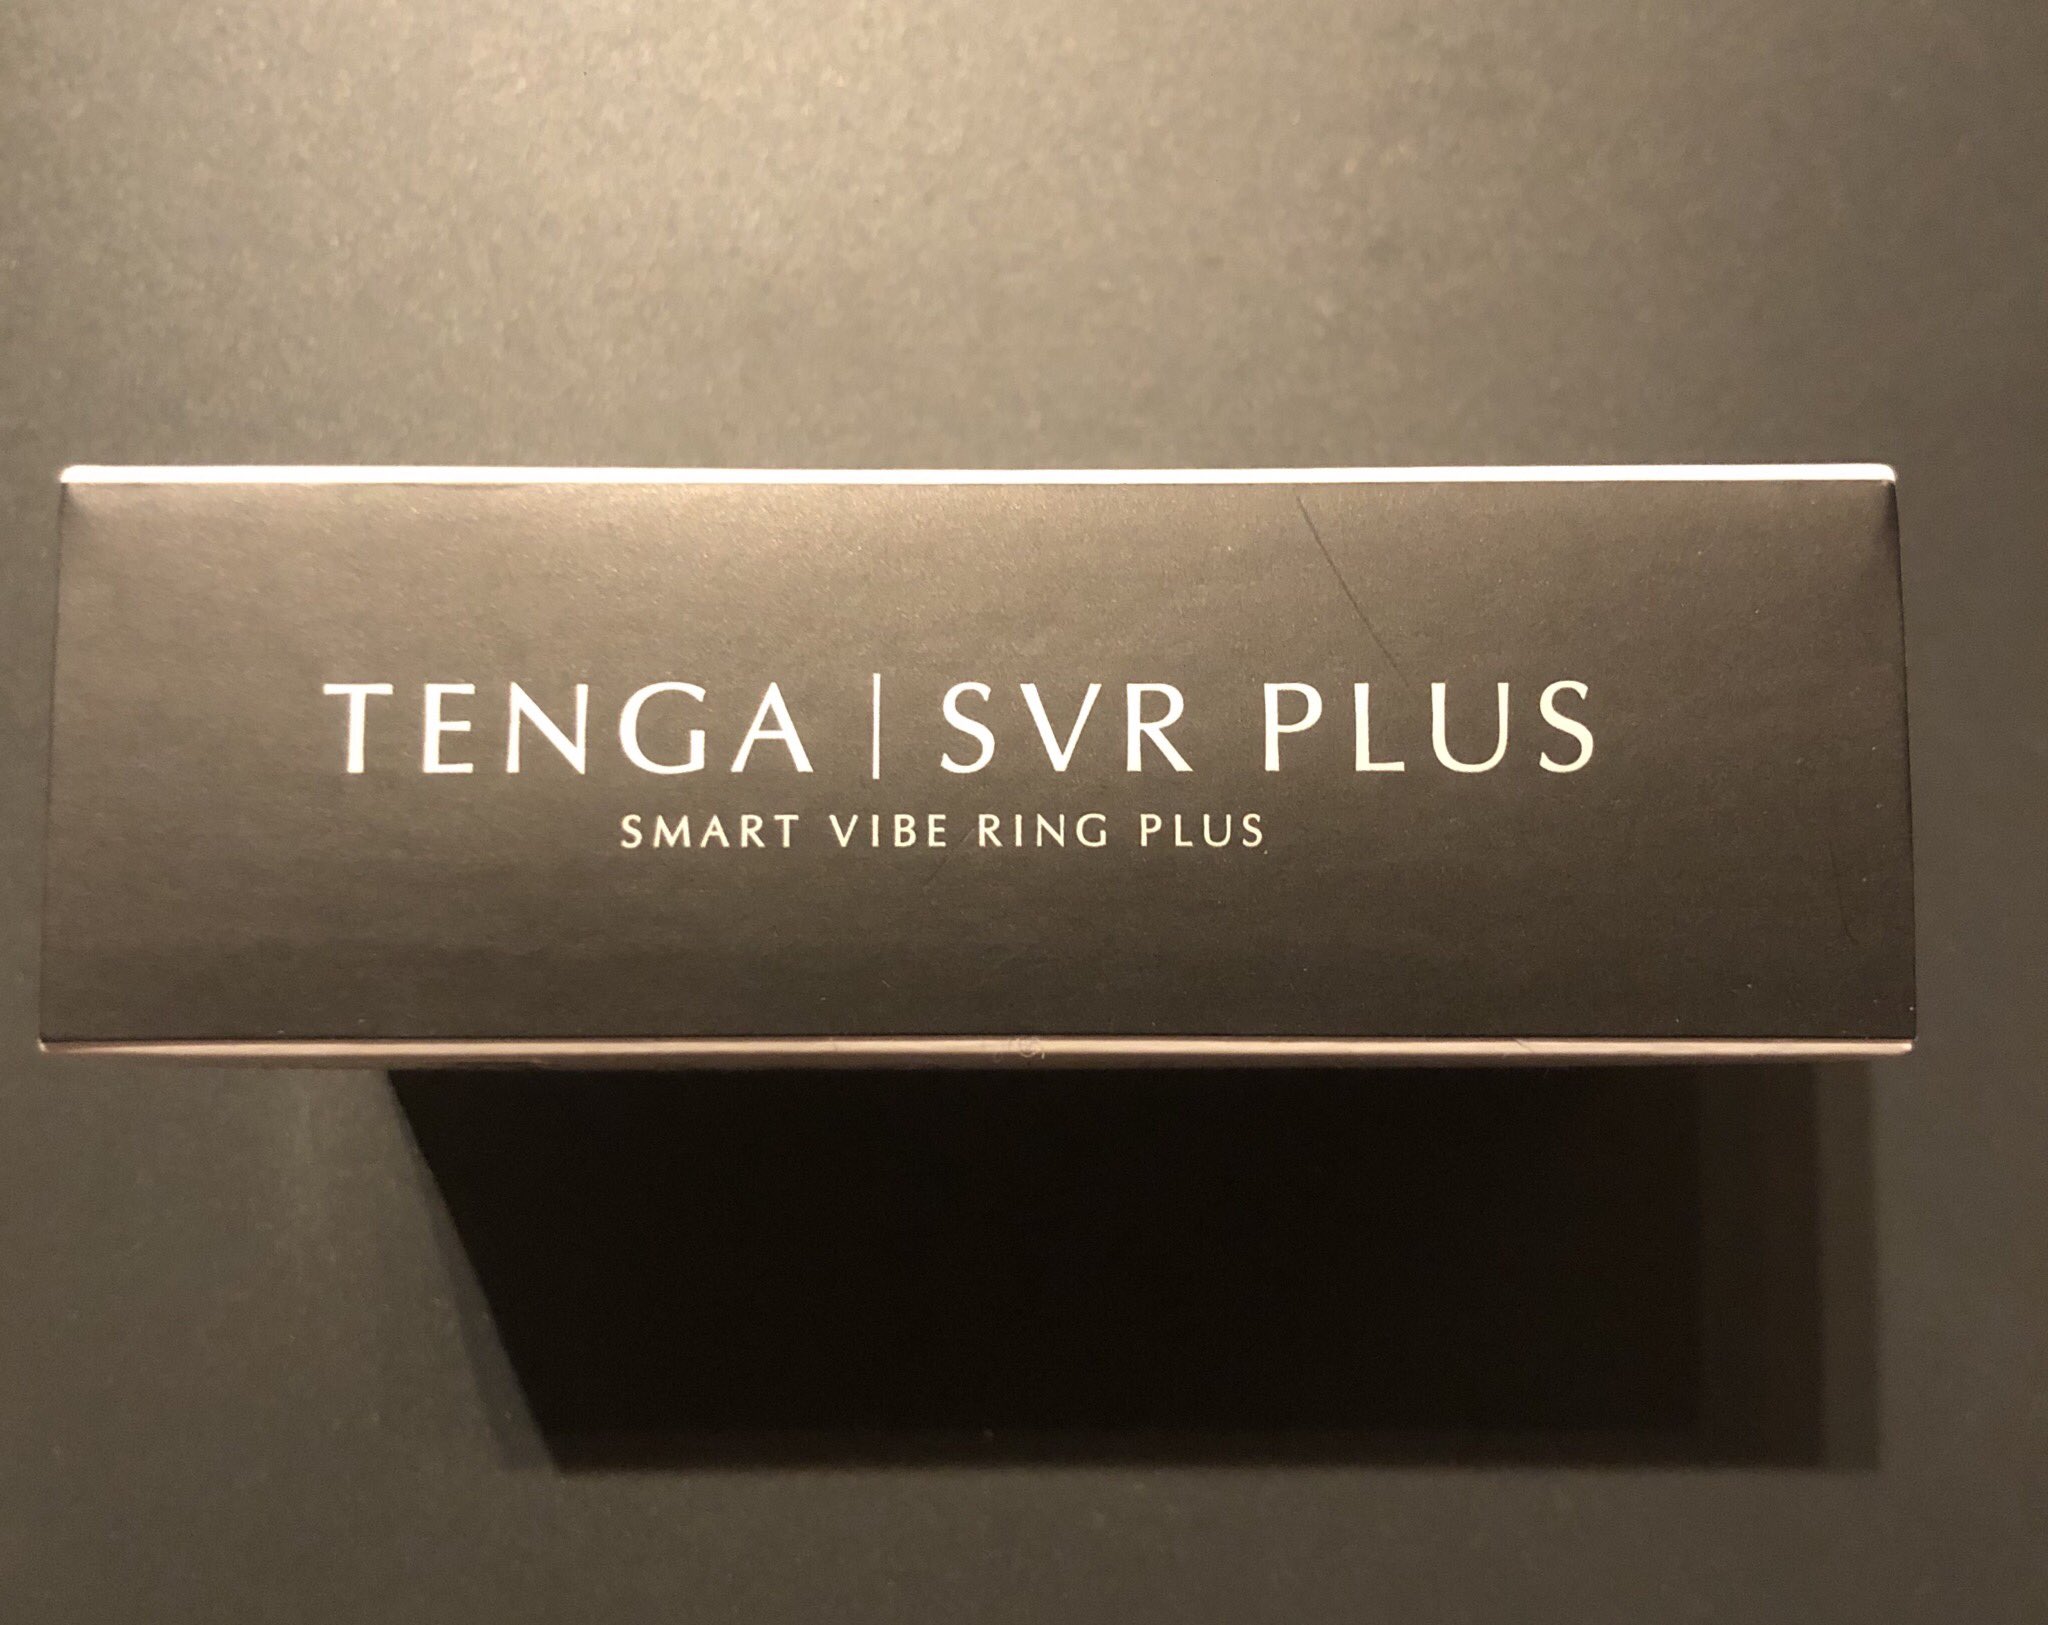 TENGA | SVR PLUS
SMART VIBE RING PLUS